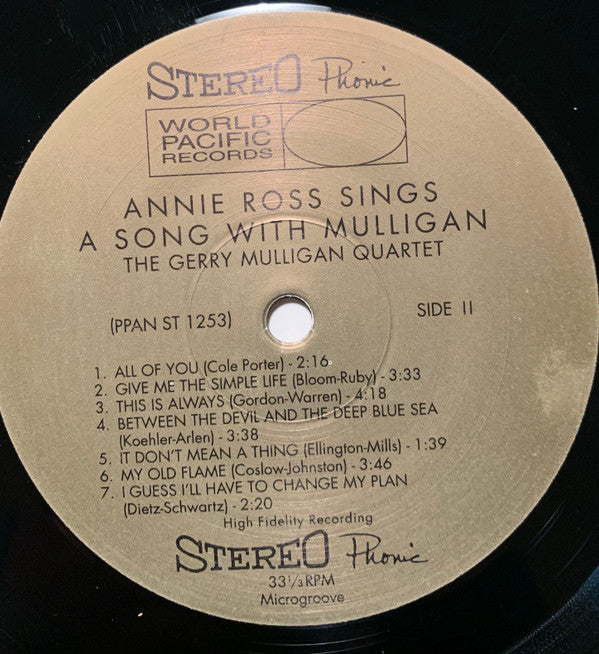 STEREO Phonic
WORLD
PACIFIC
RECORDS
ANNIE ROSS SINGS
A SONG WITH MULLIGAN
THE GERRY MULLIGAN QUARTET
(PPAN ST 1253)
SIDE II
1. ALL OF YOU (Cole Porter) - 2:16
2. GIVE ME THE SIMPLE LIFE (Bloom-Ruby) - 3:33
3. THIS IS ALWAYS (Gordon-Warren) - 4:18
4. BETWEEN THE DEVIL AND THE DEEP BLUE SEA
(Koehler-Arlen) - 3:38
5. IT DON'T MEAN A THING (Ellington-Mills) - 1:39
6. MY OLD FLAME (Coslow-Johnston) - 3:46
7. I GUESS I'LL HAVE TO CHANGE MY PLAN
(Dietz-Schwartz) - 2:20
High Fidelity Recording
STEREO Phonic
33 1/3 RPM
Microgroove